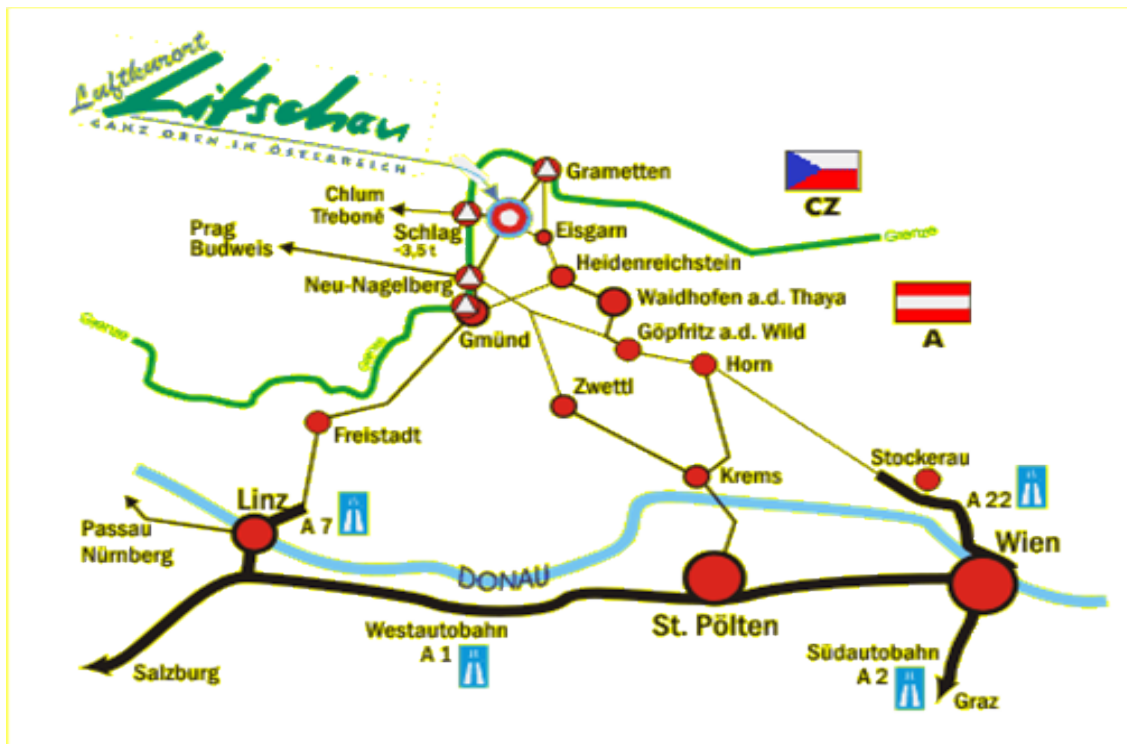 Luftkurort
Litschau
GANZ OBEN IN ÖSTERREICH
Grametten
CZ
Chlum
Třeboně
Schlag
-3,5 t
Eisgarn
Grenze
Prag
Budweis
Heidenreichstein
Neu-Nagelberg
Waidhofen a.d. Thaya
A
Grenze
Gmünd
Göpfritz a.d. Wild
Grenze
Horn
Zwettl
Freistadt
Stockerau
Krems
Linz
A 7
A 22
Passau
Nürnberg
Wien
DONAU
St. Pölten
Westautobahn
A 1
Südautobahn
A 2
Salzburg
Graz